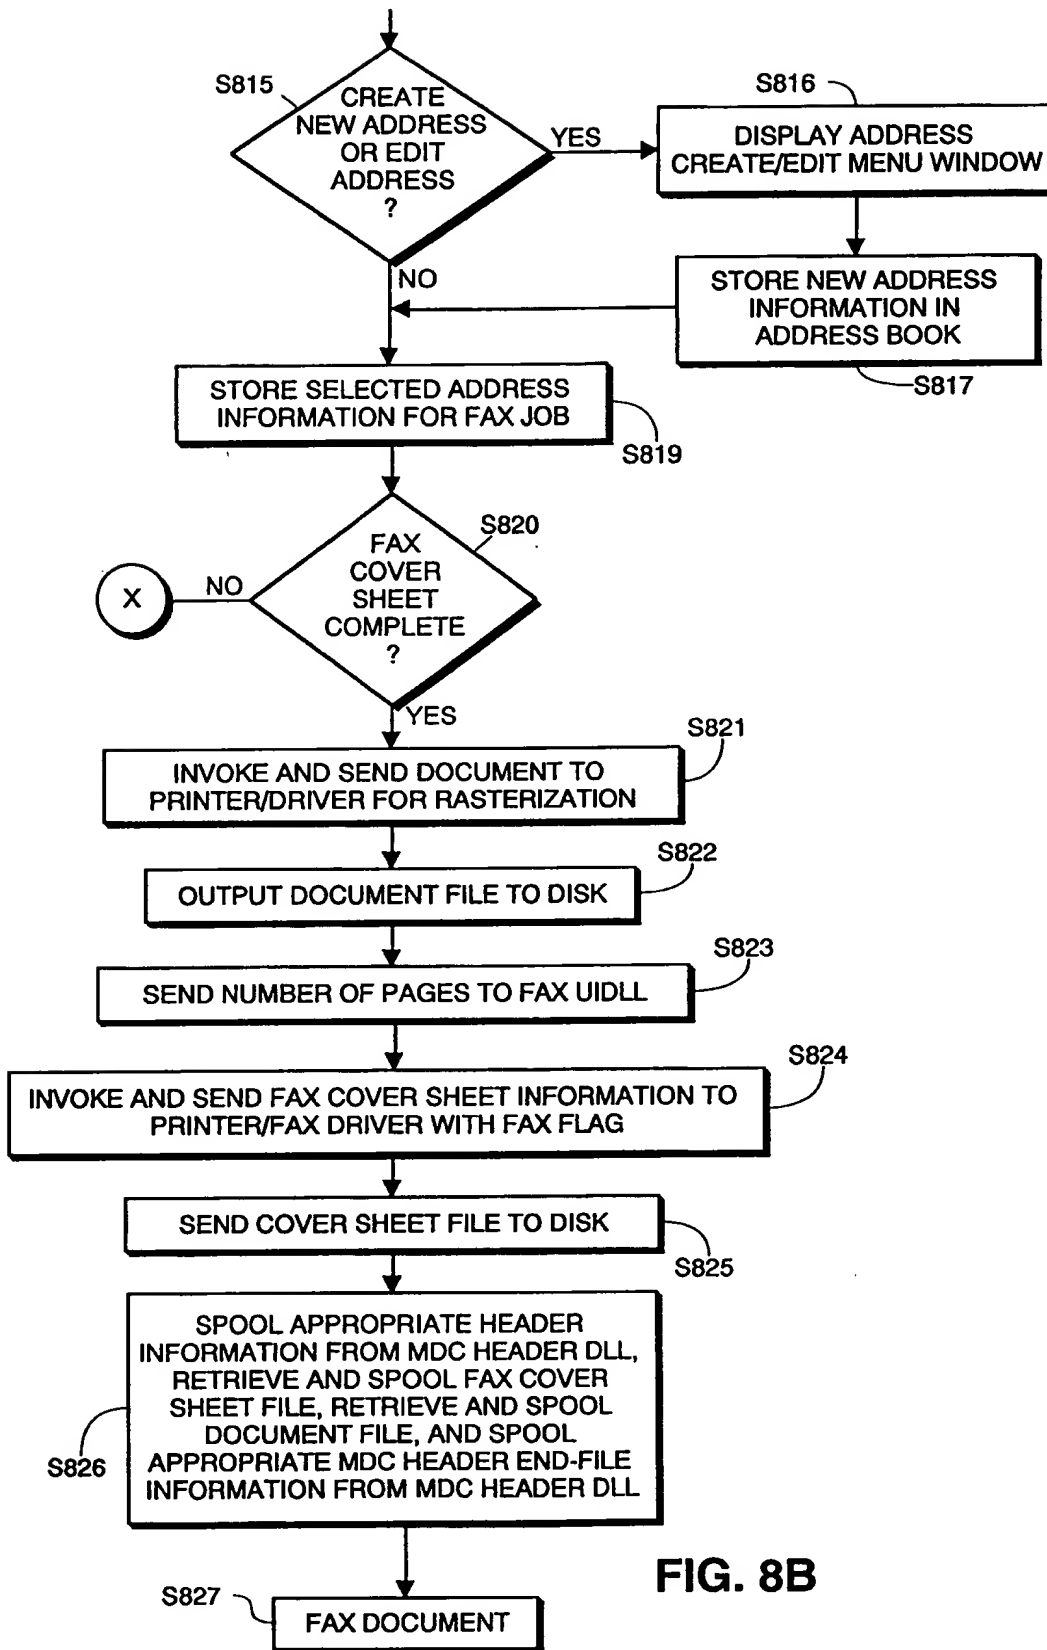 S815
CREATE
NEW ADDRESS
OR EDIT
ADDRESS
?
YES
S816
DISPLAY ADDRESS
CREATE/EDIT MENU WINDOW
NO
STORE NEW ADDRESS
INFORMATION IN
ADDRESS BOOK
S817
STORE SELECTED ADDRESS
INFORMATION FOR FAX JOB
S819
S820
FAX
COVER
SHEET
COMPLETE
?
NO
X
YES
S821
INVOKE AND SEND DOCUMENT TO
PRINTER/DRIVER FOR RASTERIZATION
S822
OUTPUT DOCUMENT FILE TO DISK
S823
SEND NUMBER OF PAGES TO FAX UIDLL
S824
INVOKE AND SEND FAX COVER SHEET INFORMATION TO
PRINTER/FAX DRIVER WITH FAX FLAG
SEND COVER SHEET FILE TO DISK
S825
SPOOL APPROPRIATE HEADER
INFORMATION FROM MDC HEADER DLL,
RETRIEVE AND SPOOL FAX COVER
SHEET FILE, RETRIEVE AND SPOOL
DOCUMENT FILE, AND SPOOL
APPROPRIATE MDC HEADER END-FILE
INFORMATION FROM MDC HEADER DLL
S826
FIG. 8B
S827
FAX DOCUMENT